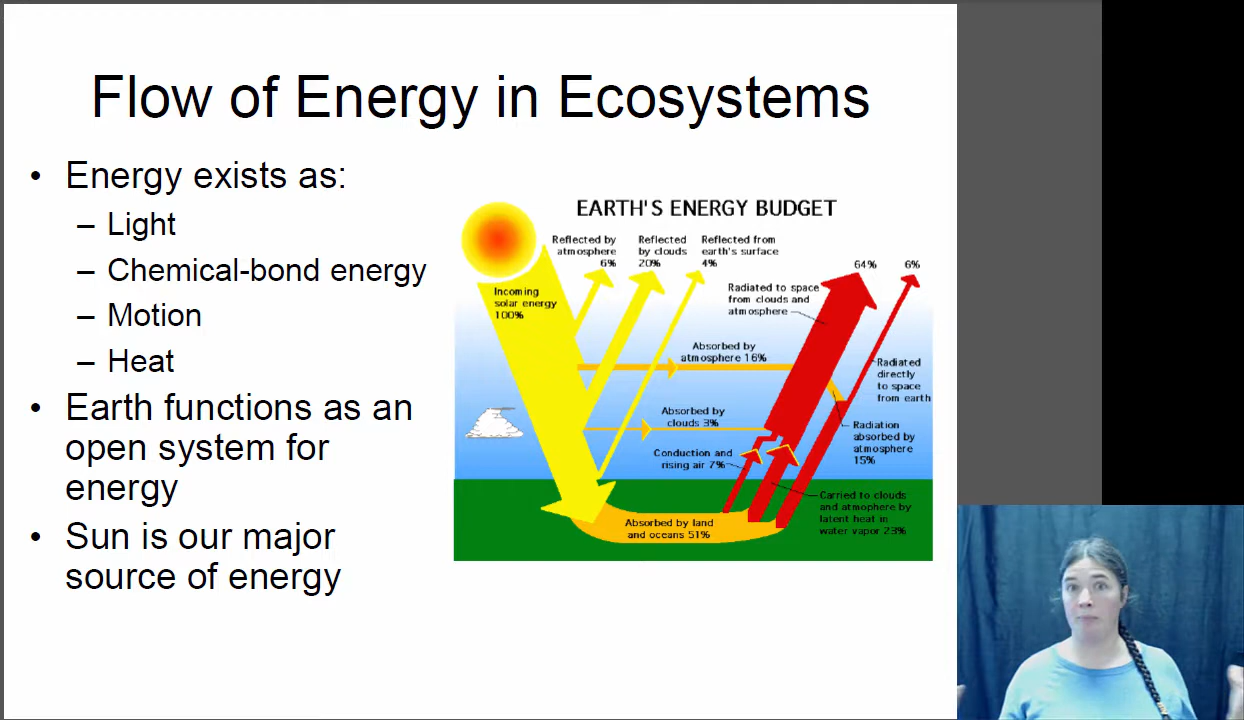 Flow of Energy in Ecosystems
• Energy exists as:
– Light
– Chemical-bond energy
– Motion
– Heat
• Earth functions as an
open system for
energy
• Sun is our major
source of energy
EARTH'S ENERGY BUDGET
Reflected by
atmosphere
6%
Reflected
by clouds
20%
Reflected from
earth's surface
4%
64%
6%
Incoming
solar energy
100%
Radiated to space
from clouds and
atmosphere
Absorbed by
atmosphere 16%
Radiated
directly
to space
from earth
Absorbed by
clouds 3%
Radiation
absorbed by
atmosphere
15%
Conduction and
rising air 7%
Carried to clouds
and atmophere by
latent heat in
water vapor 23%
Absorbed by land
and oceans 51%